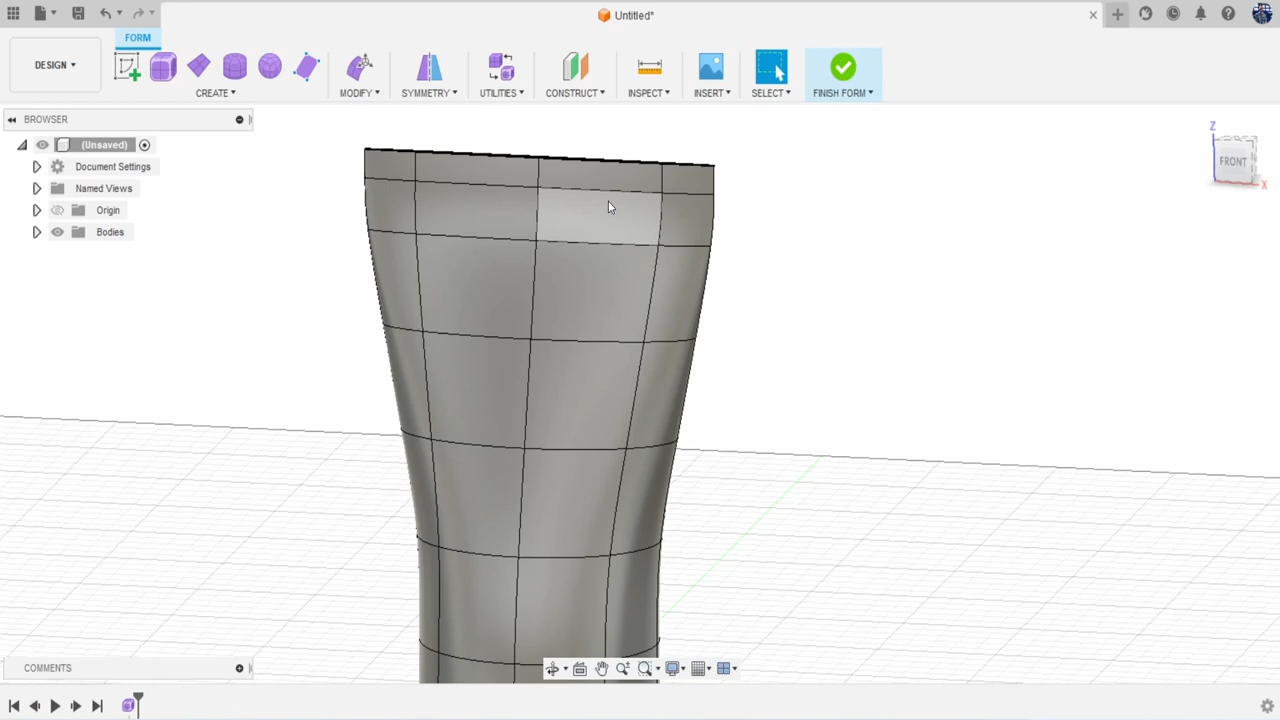 Untitled*
FORM
DESIGN
CREATE
MODIFY
SYMMETRY
UTILITIES
CONSTRUCT
INSPECT
INSERT
SELECT
FINISH FORM
BROWSER
(Unsaved)
Document Settings
Named Views
Origin
Bodies
Z
FRONT
X
COMMENTS